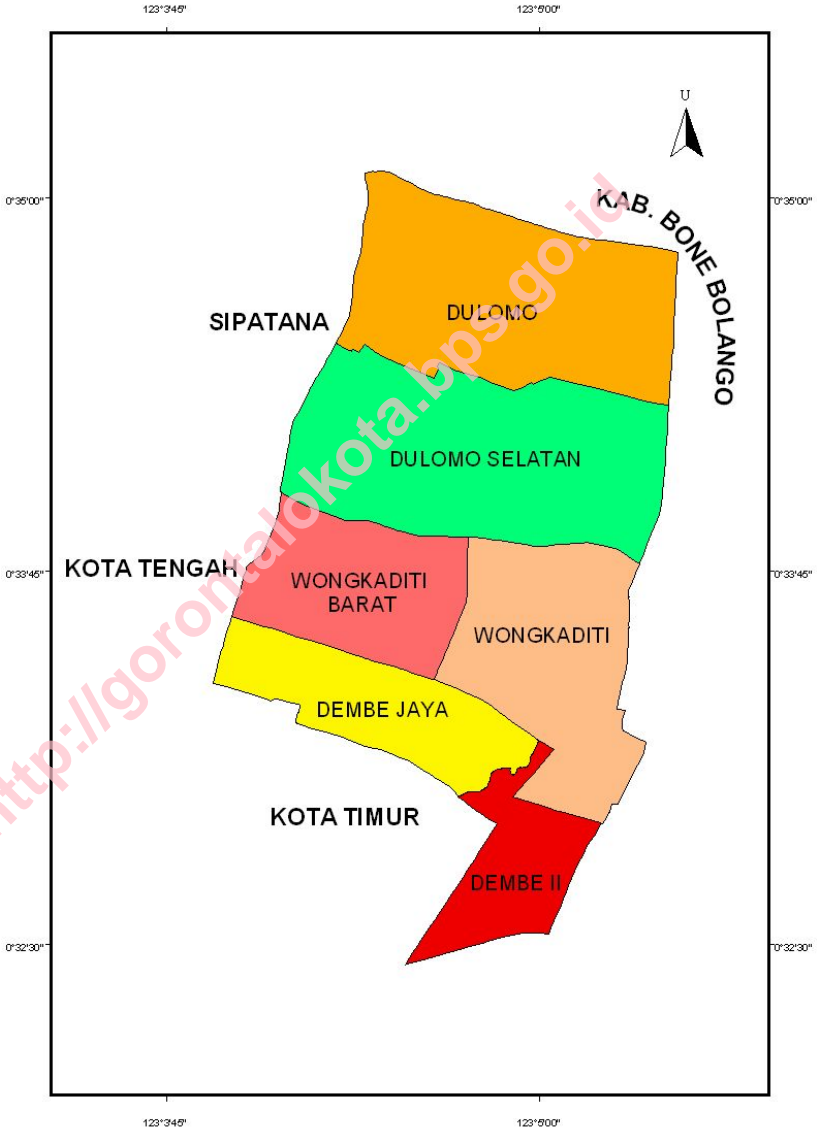 123°3'45"
123°5'00"
U
0°35'00"
0°35'00"
KAB. BONE BOLANGO
DULOMO
SIPATANA
DULOMO SELATAN
KOTA TENGAH
0°33'45"
0°33'45"
WONGKADITI
BARAT
WONGKADITI
DEMBE JAYA
KOTA TIMUR
DEMBE II
0°32'30"
0°32'30"
123°3'45"
123°5'00"
http://gorontalokota.bps.go.id